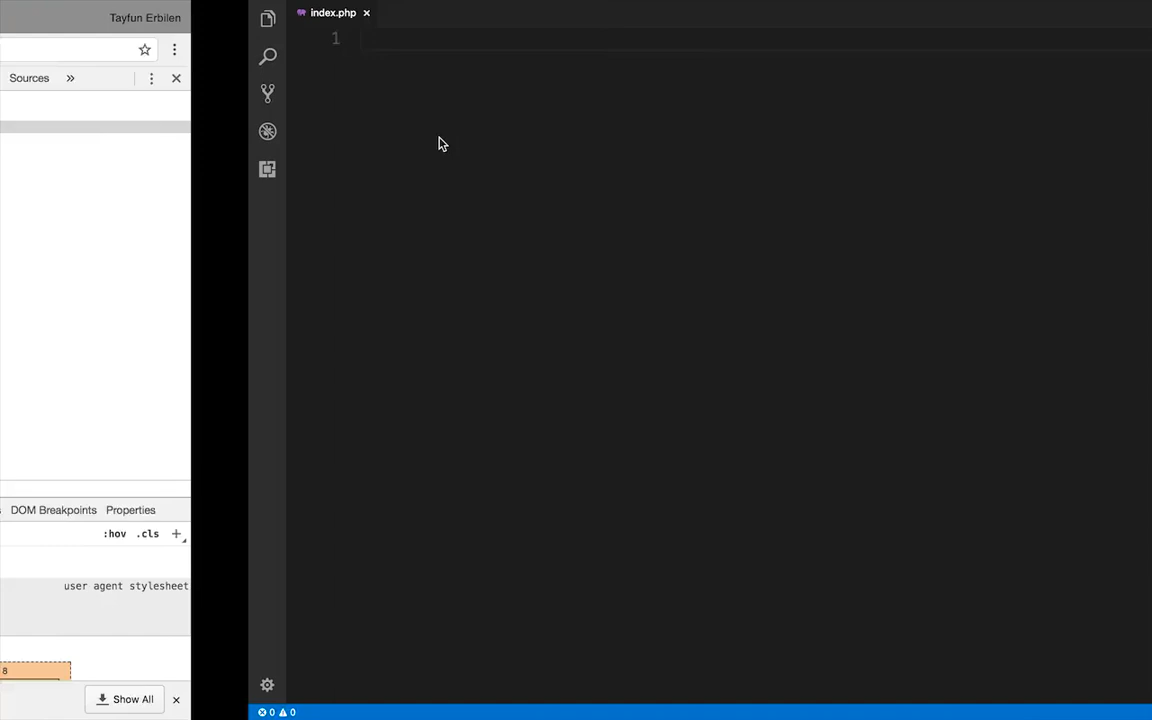 Tayfun Erbilen
Sources »
DOM Breakpoints Properties
:hov .cls +
user agent stylesheet
8
Show All
index.php
1
0 0